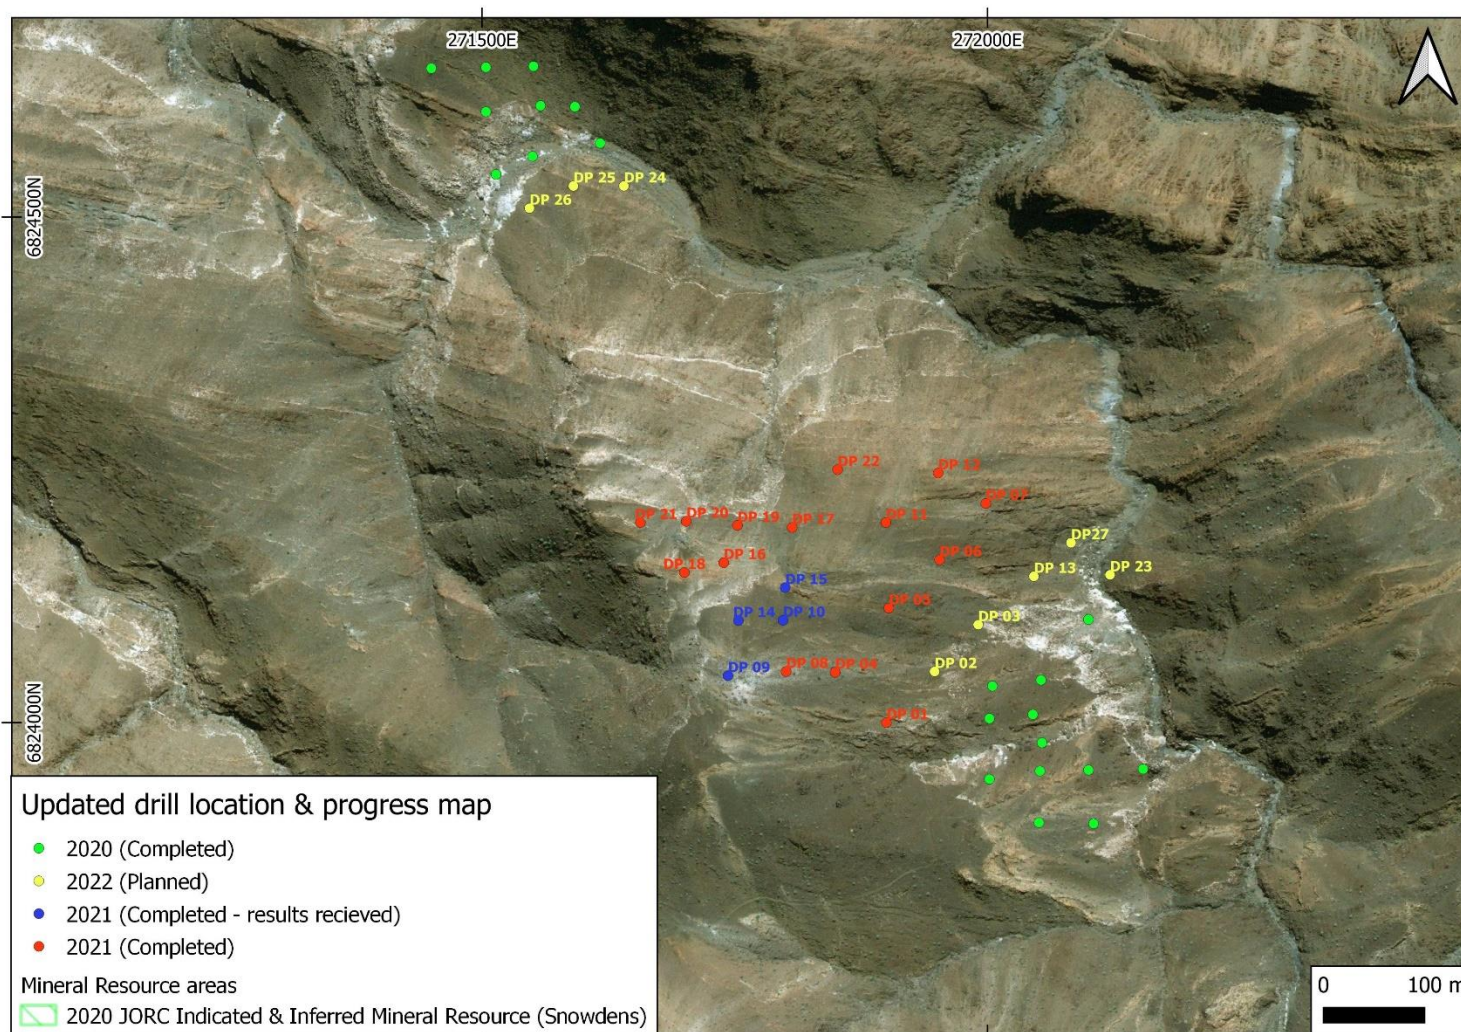 271500E
272000E
6824500N
6824000N
DP 25
DP 24
DP 26
DP 22
DP 12
DP 07
DP 21
DP 20
DP 19
DP 17
DP 11
DP27
DP 16
DP 06
DP 18
DP 13
DP 23
DP 15
DP 05
DP 14
DP 10
DP 03
DP 09
DP 08
DP 04
DP 02
DP 01
Updated drill location & progress map
2020 (Completed)
2022 (Planned)
2021 (Completed - results recieved)
2021 (Completed)
Mineral Resource areas
2020 JORC Indicated & Inferred Mineral Resource (Snowdens)
0 100 m